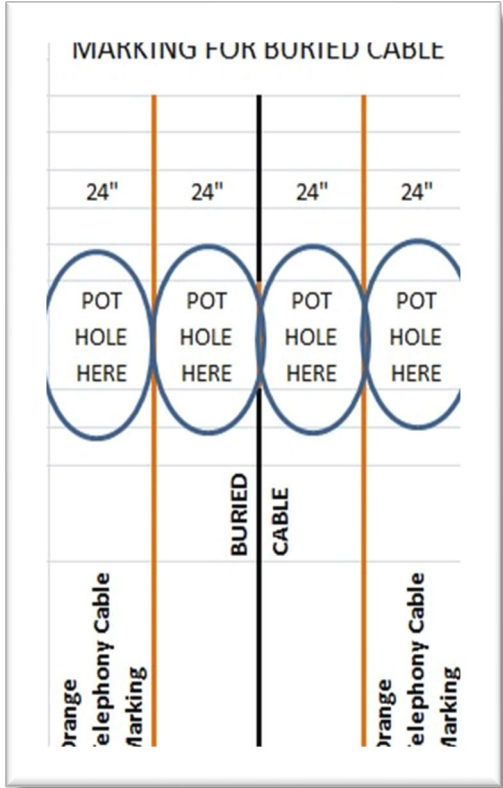 MARKING FOR BURIED CABLE
24" 24" 24" 24"
POT HOLE HERE
POT HOLE HERE
POT HOLE HERE
POT HOLE HERE
BURIED
CABLE
Orange
Telephony Cable
Marking
Orange
Telephony Cable
Marking